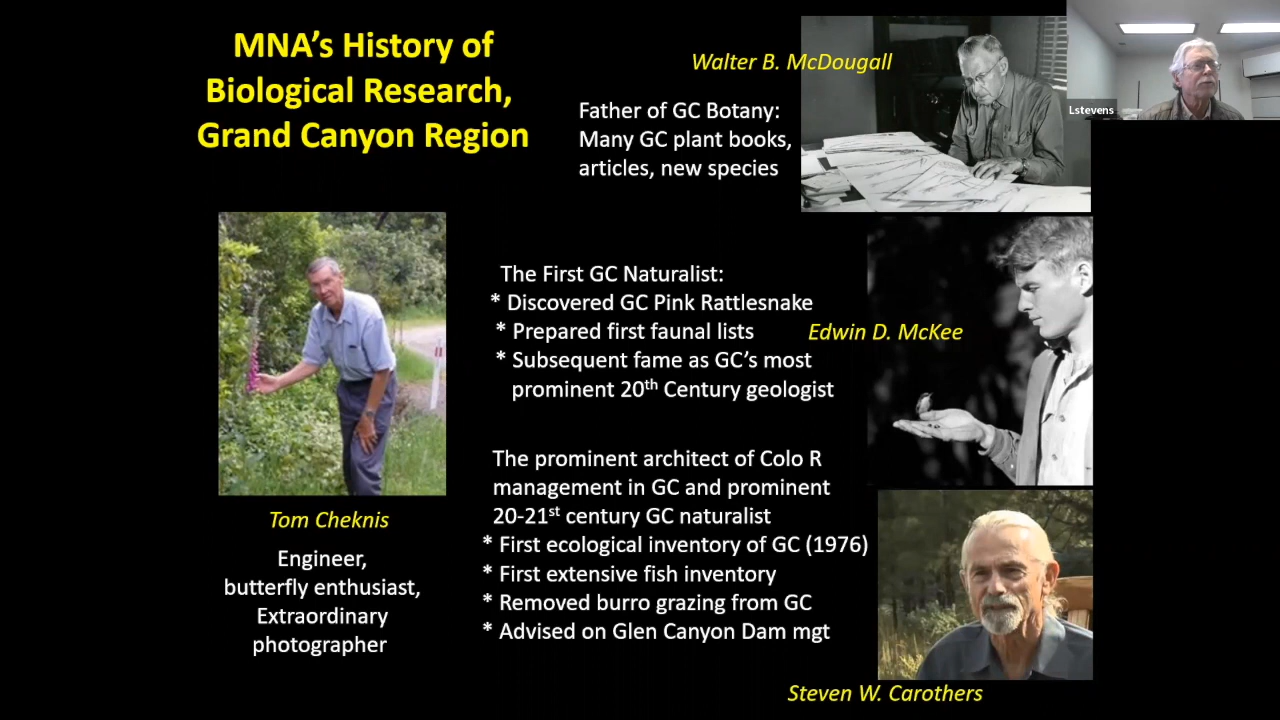 MNA's History of
Biological Research,
Grand Canyon Region
Walter B. McDougall
Father of GC Botany:
Many GC plant books,
articles, new species
Lstevens
The First GC Naturalist:
* Discovered GC Pink Rattlesnake
* Prepared first faunal lists
* Subsequent fame as GC's most
prominent 20th Century geologist
Edwin D. McKee
The prominent architect of Colo R
management in GC and prominent
20-21st century GC naturalist
* First ecological inventory of GC (1976)
* First extensive fish inventory
* Removed burro grazing from GC
* Advised on Glen Canyon Dam mgt
Steven W. Carothers
Tom Cheknis
Engineer,
butterfly enthusiast,
Extraordinary
photographer